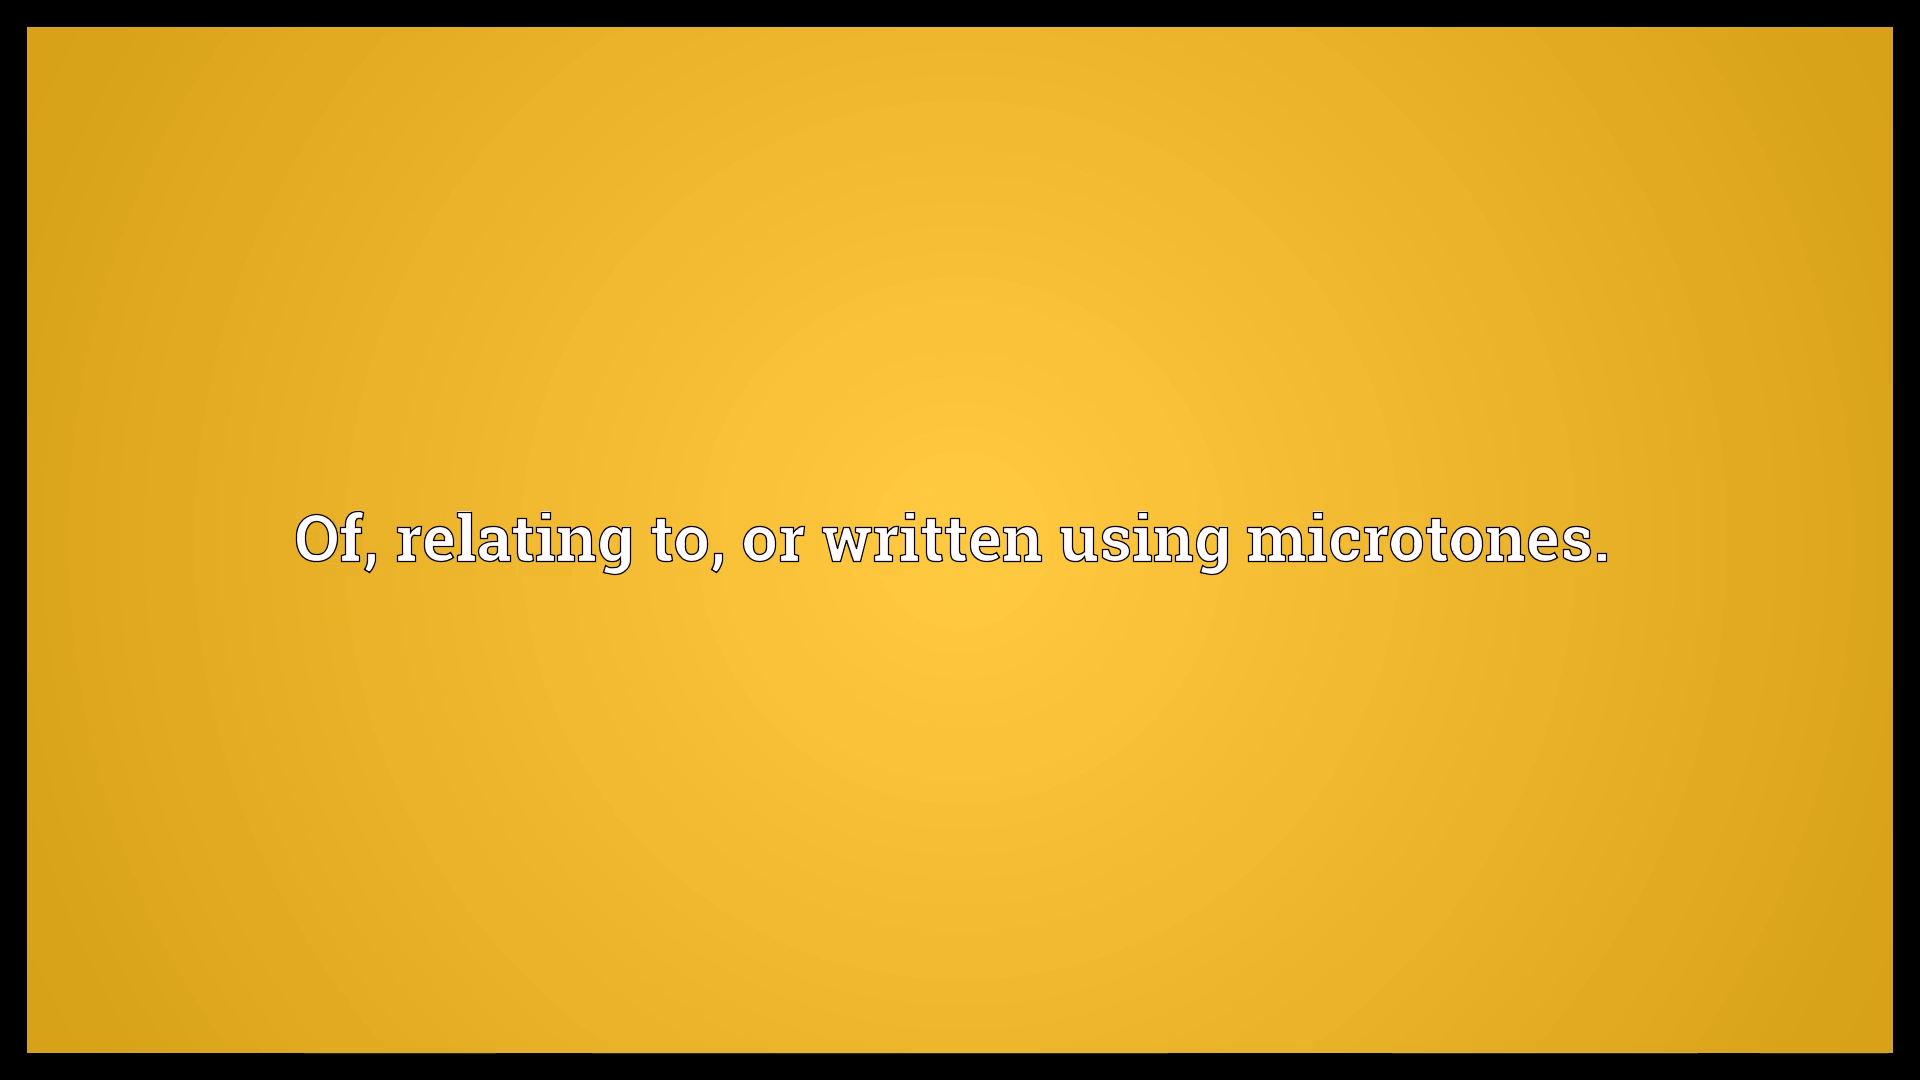 Of, relating to, or written using microtones.